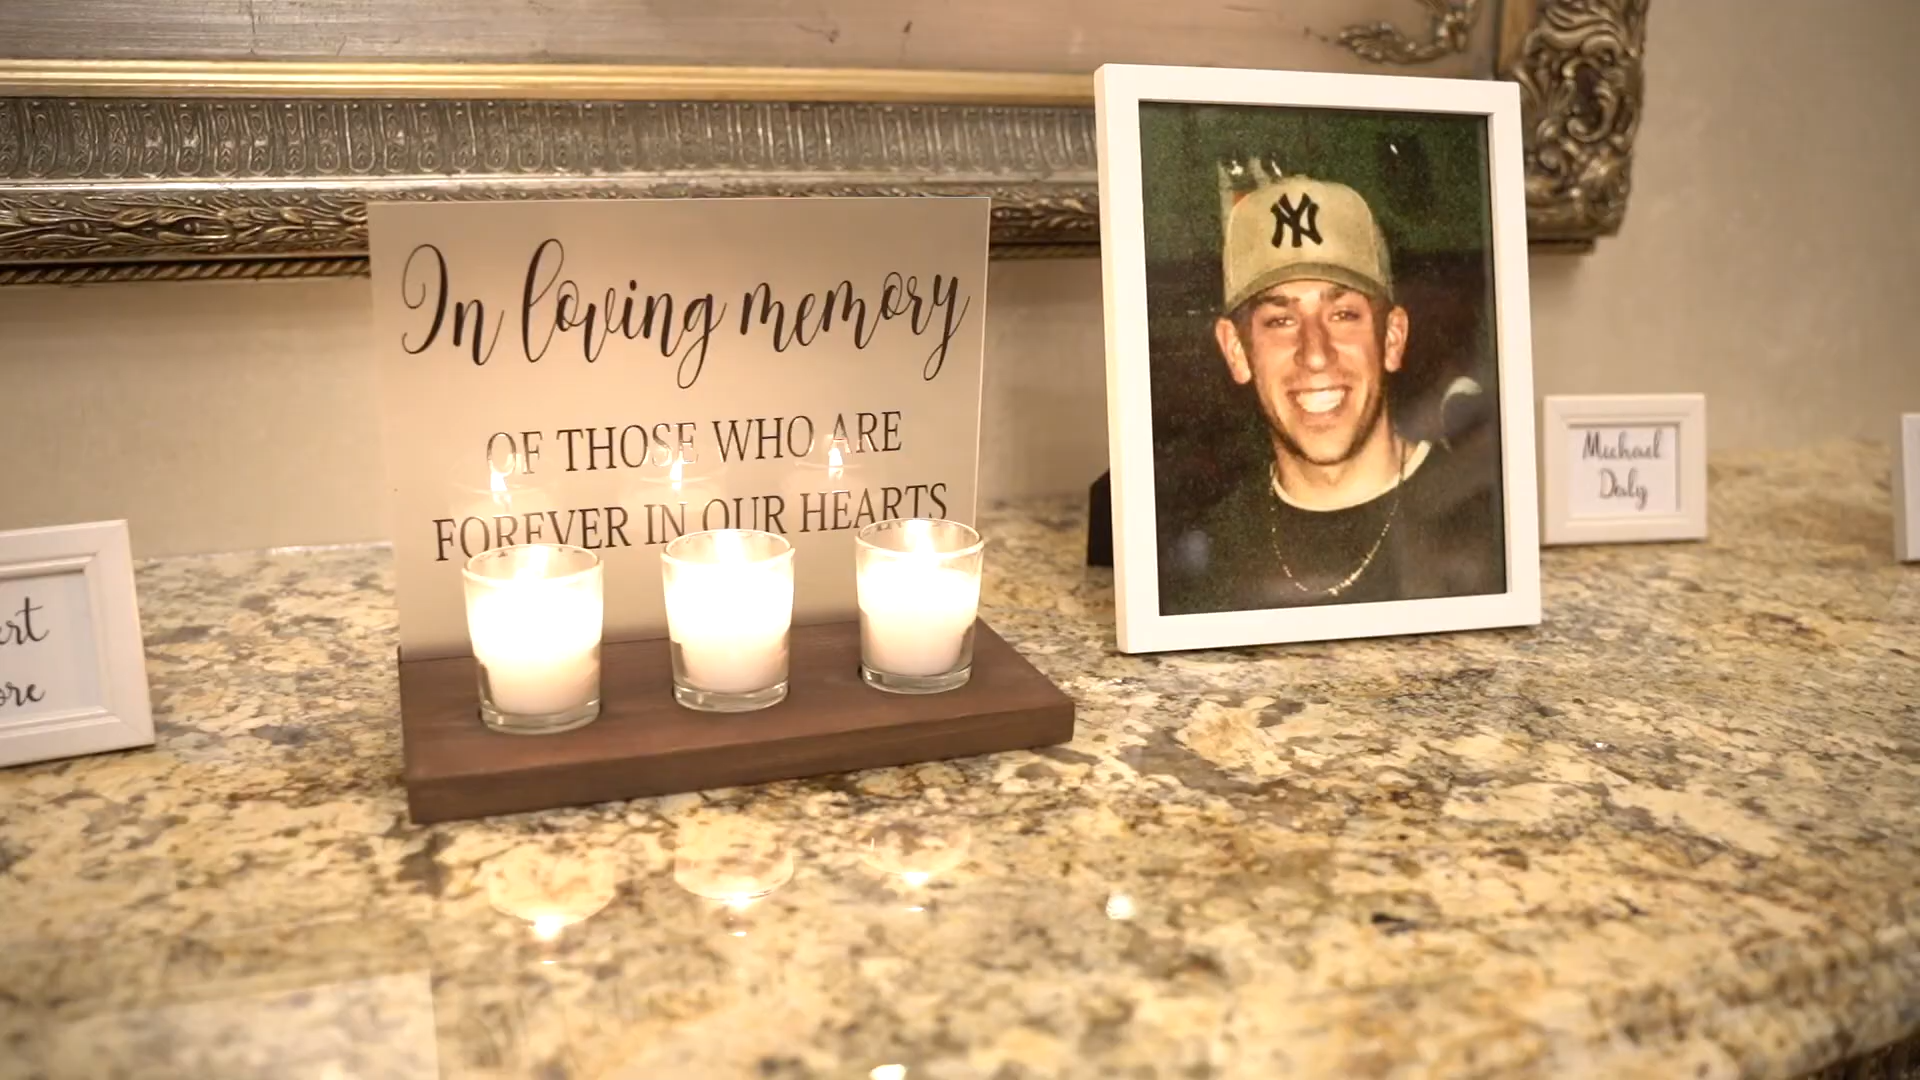 In loving memory
OF THOSE WHO ARE
FOREVER IN OUR HEARTS
NY
Michael
Daly